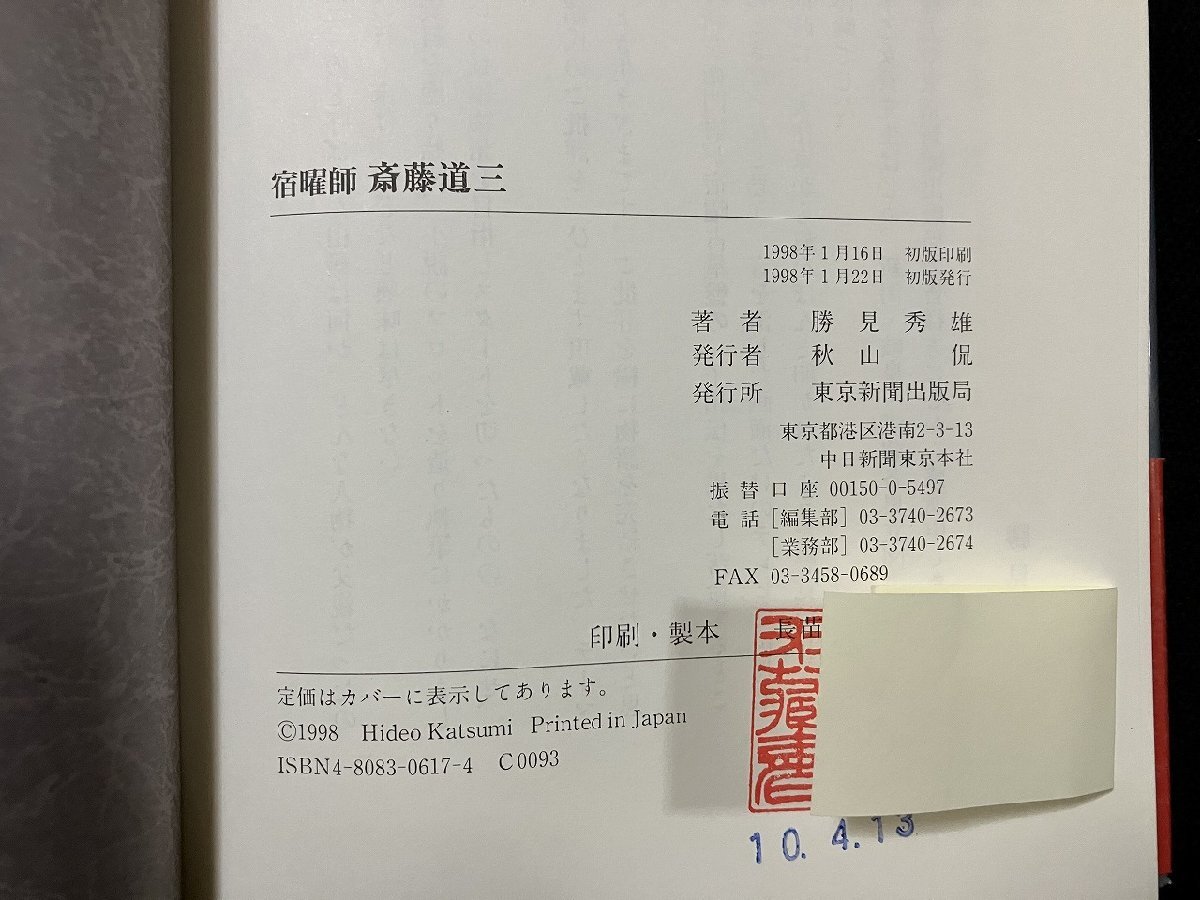 宿曜師 斎藤道三
1998年1月16日 初版印刷
1998年1月22日 初版発行
著者 勝見秀雄
発行者 秋山 侃
発行所 東京新聞出版局
東京都港区港南2-3-13
中日新聞東京本社
振替口座 00150-0-5497
電話［編集部］03-3740-2673
［業務部］03-3740-2674
FAX 03-3458-0689
印刷・製本 長苗
定価はカバーに表示してあります。
©1998 Hideo Katsumi Printed in Japan
ISBN4-8083-0617-4 C0093
10.4.13